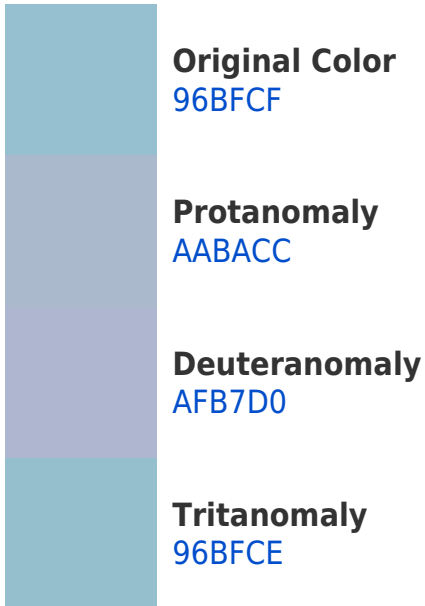 Original Color
96BFCF
Protanomaly
AABACC
Deuteranomaly
AFB7D0
Tritanomaly
96BFCE